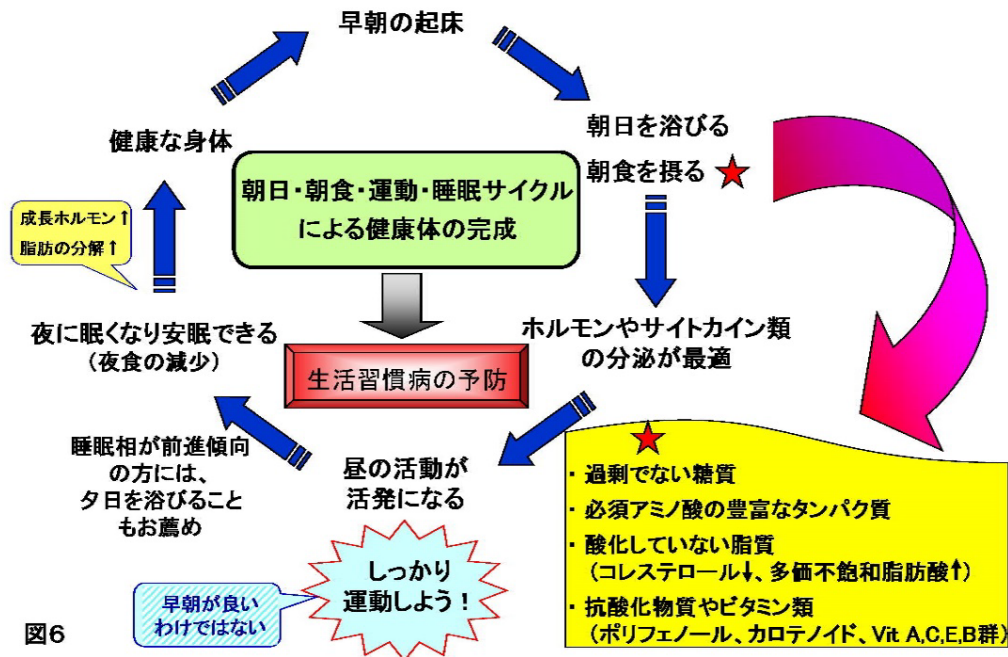 早朝の起床
朝日を浴びる
朝食を摂る
健康な身体
朝日・朝食・運動・睡眠サイクル
による健康体の完成
成長ホルモン↑
脂肪の分解↑
夜に眠くなり安眠できる
(夜食の減少)
ホルモンやサイトカイン類
の分泌が最適
生活習慣病の予防
睡眠相が前進傾向
の方には、
夕日を浴びること
もお薦め
昼の活動が
活発になる
しっかり
運動しよう!
早朝が良い
わけではない
・過剰でない糖質
・必須アミノ酸の豊富なタンパク質
・酸化していない脂質
(コレステロール↓、多価不飽和脂肪酸↑)
・抗酸化物質やビタミン類
(ポリフェノール、カロテノイド、Vit A,C,E,B群)
図6